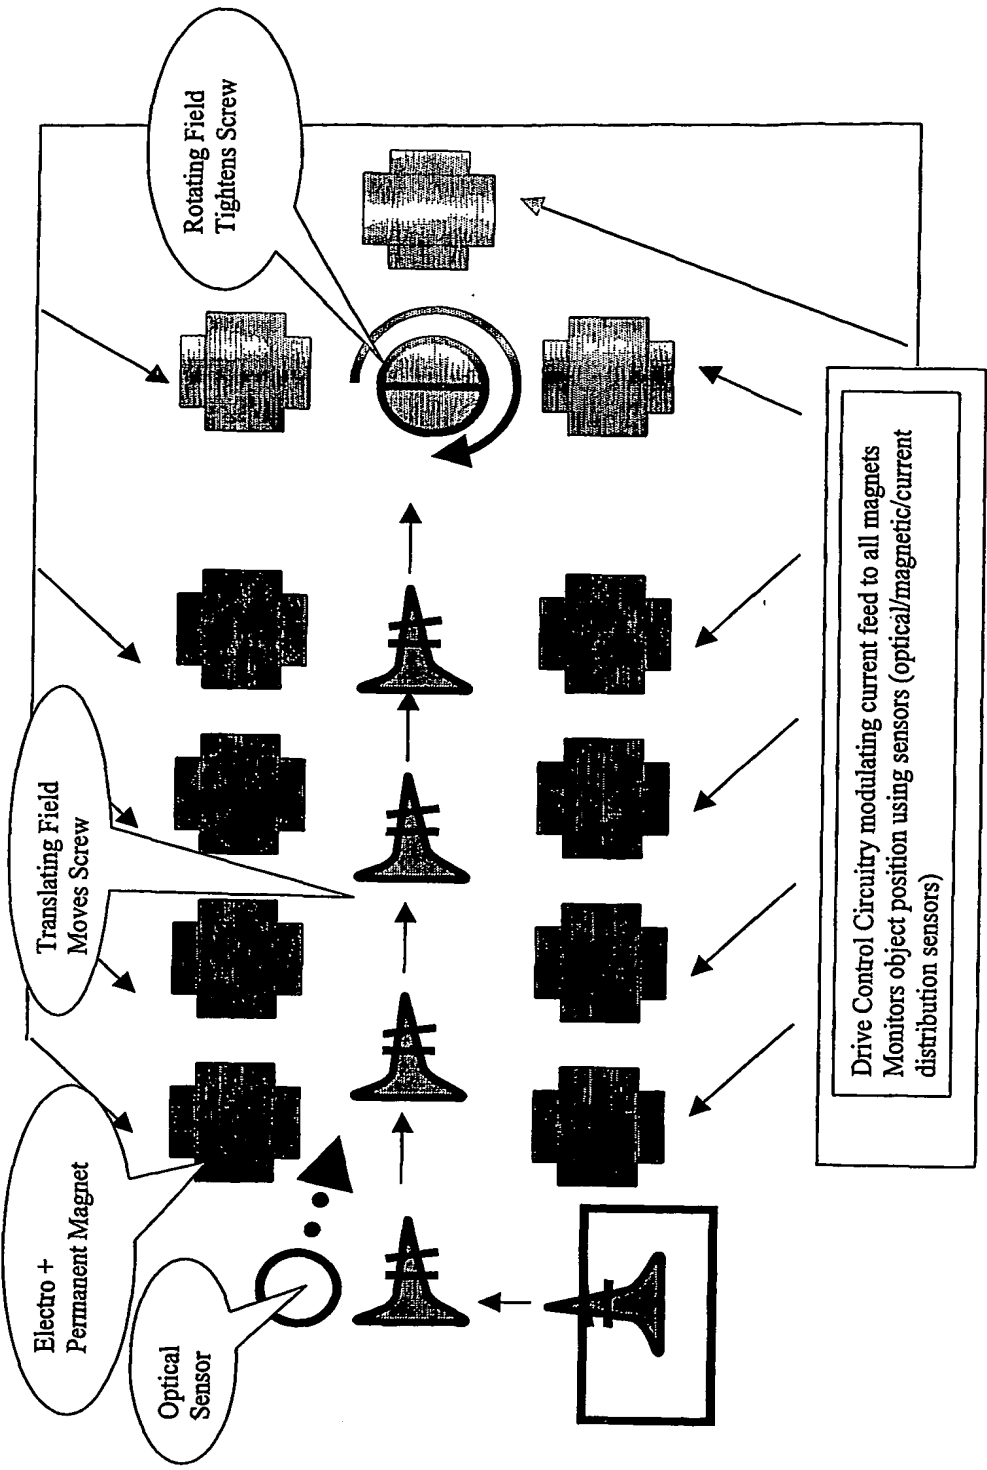 Electro +
Permanent Magnet
Optical
Sensor
Translating Field
Moves Screw
Rotating Field
Tightens Screw
Drive Control Circuitry modulating current feed to all magnets
Monitors object position using sensors (optical/magnetic/current
distribution sensors)